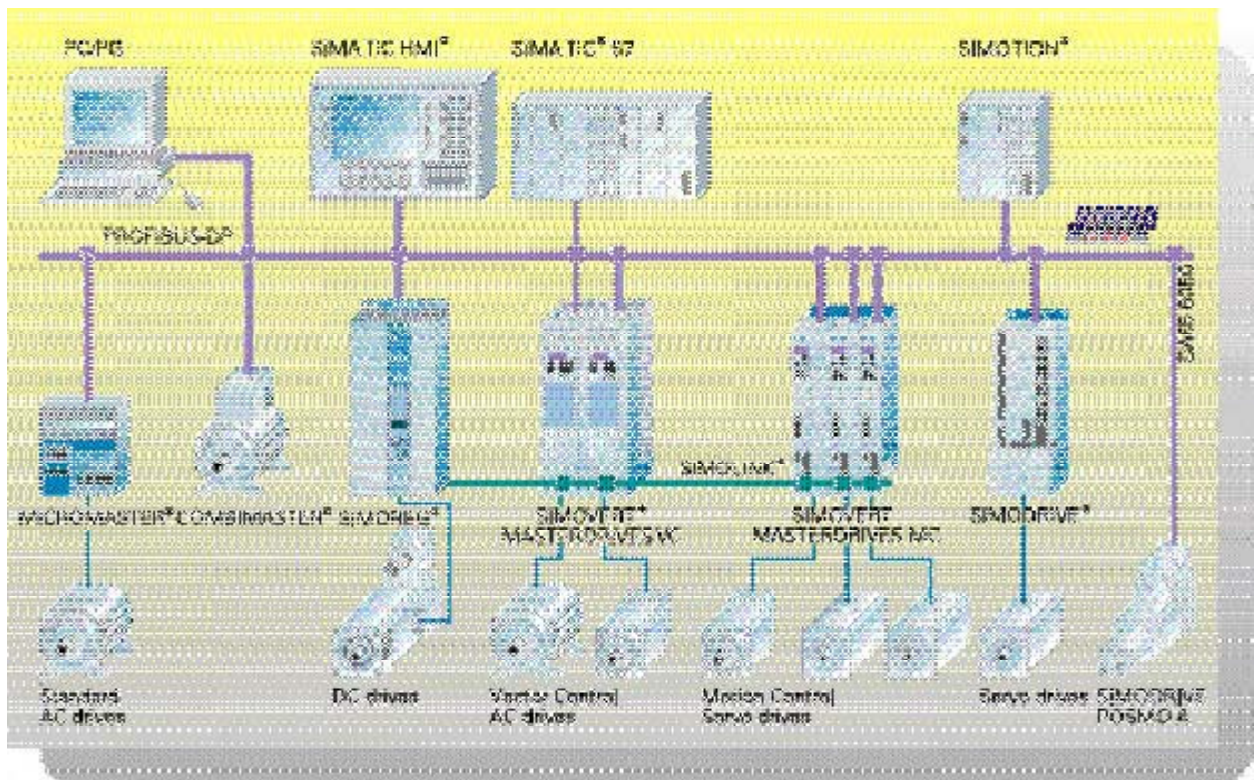 PC/PG
SIMATIC HMI®
SIMATIC® S7
SIMOTION®
PROFIBUS-DP
SIMOLINK®
MICROMASTER® COMBIMASTER® SIMOREG®
SIMOVERT®
MASTERDRIVES VC
SIMOVERT
MASTERDRIVES MC
SIMODRIVE®
Standard
AC drives
DC drives
Vector Control
AC drives
Motion Control
Servo drives
Servo drives
SIMODRIVE
POSMO A